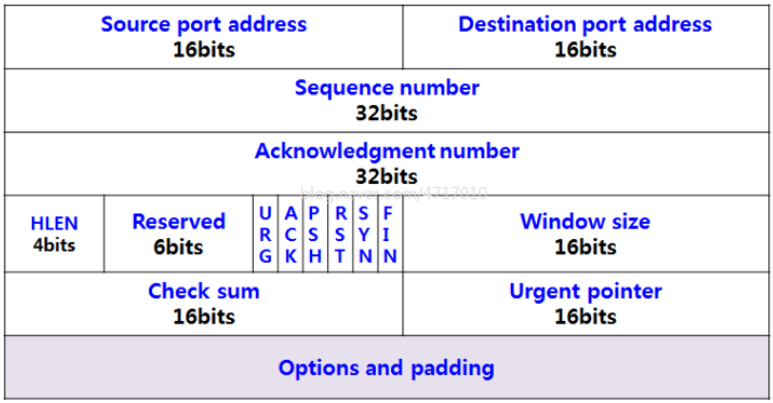 Source port address
16bits
Destination port address
16bits
Sequence number
32bits
Acknowledgment number
32bits
blog.naver.com/4717010
HLEN
4bits
Reserved
6bits
URG
ACK
PSH
RST
SYN
FIN
Window size
16bits
Check sum
16bits
Urgent pointer
16bits
Options and padding